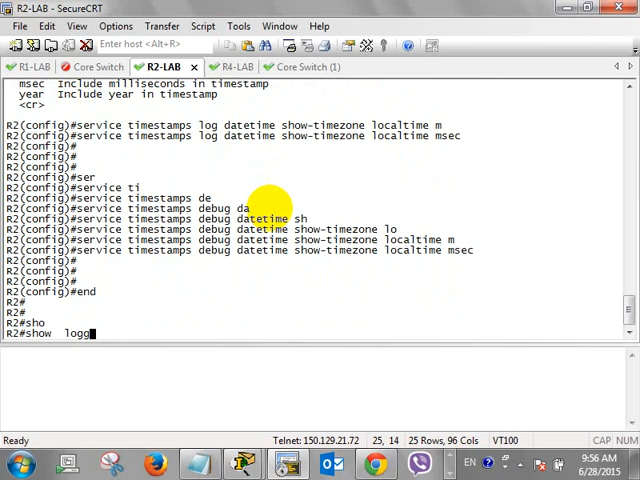 R2-LAB - SecureCRT
File Edit View Options Transfer Script Tools Window Help
Enter host <Alt+R>
R1-LAB Core Switch R2-LAB R4-LAB Core Switch (1)
msec Include milliseconds in timestamp
year Include year in timestamp
<cr>
R2(config)#service timestamps log datetime show-timezone localtime m
R2(config)#service timestamps log datetime show-timezone localtime msec
R2(config)#
R2(config)#
R2(config)#
R2(config)#ser
R2(config)#service ti
R2(config)#service timestamps de
R2(config)#service timestamps debug da
R2(config)#service timestamps debug datetime sh
R2(config)#service timestamps debug datetime show-timezone lo
R2(config)#service timestamps debug datetime show-timezone localtime m
R2(config)#service timestamps debug datetime show-timezone localtime msec
R2(config)#
R2(config)#
R2(config)#
R2(config)#end
R2#
R2#
R2#sho
R2#show  logg
Ready Telnet: 150.129.21.72 25, 14 25 Rows, 96 Cols VT100 CAP NUM
EN 9:56 AM
6/28/2015